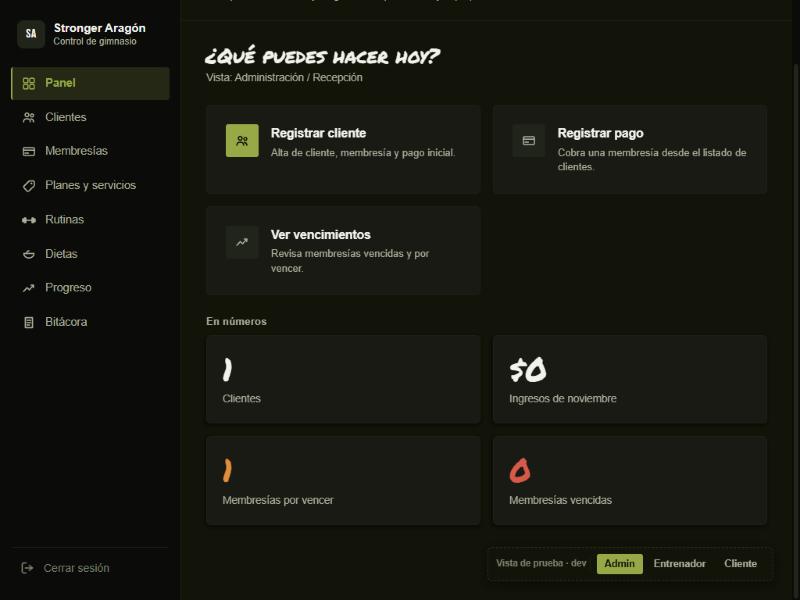 SA
Stronger Aragón
Control de gimnasio
Panel
Clientes
Membresías
Planes y servicios
Rutinas
Dietas
Progreso
Bitácora
Cerrar sesión
¿Qué puedes hacer hoy?
Vista: Administración / Recepción
Registrar cliente
Alta de cliente, membresía y pago inicial.
Registrar pago
Cobra una membresía desde el listado de
clientes.
Ver vencimientos
Revisa membresías vencidas y por
vencer.
En números
1
Clientes
$0
Ingresos de noviembre
1
Membresías por vencer
0
Membresías vencidas
Vista de prueba · dev
Admin
Entrenador
Cliente